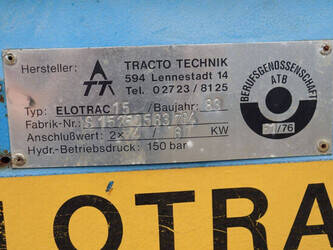 Hersteller:
TT
TRACTO TECHNIK
594 Lennestadt 14
Tel. 02723/8125
Typ: ELOTRAC 15 /Baujahr: 83
Fabrik-Nr.:
Anschlußwert: 2x KW
Hydr.-Betriebsdruck: 150 bar
BERUFSGENOSSENSCHAFT
ATB
/76
LOTRA